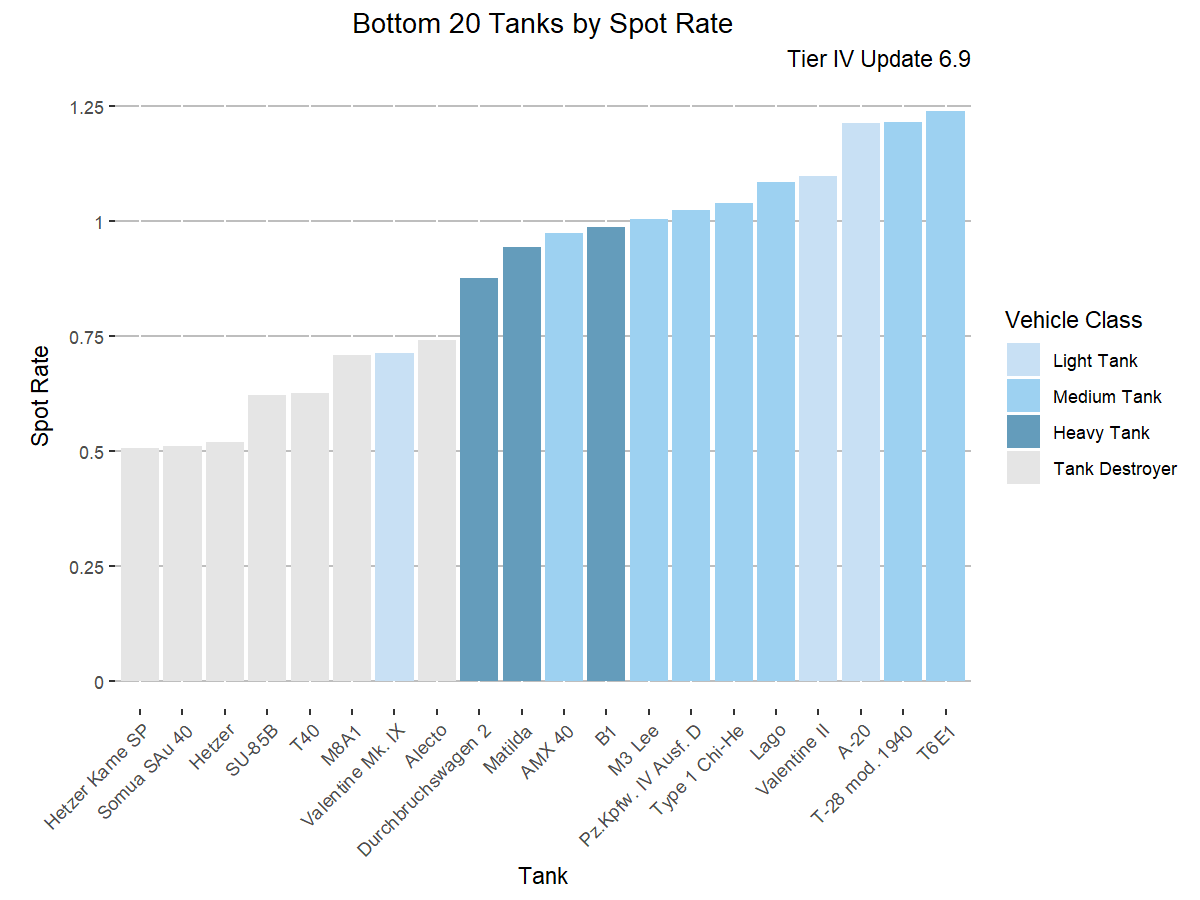 Bottom 20 Tanks by Spot Rate
Tier IV Update 6.9
1.25
1
0.75
0.5
0.25
0
Spot Rate
Hetzer Kame SP
Somua SAu 40
Hetzer
SU-85B
T40
M8A1
Valentine Mk. IX
Alecto
Durchbruchswagen 2
Matilda
AMX 40
B1
M3 Lee
Pz.Kpfw. IV Ausf. D
Type 1 Chi-He
Lago
Valentine II
A-20
T-28 mod. 1940
T6E1
Tank
Vehicle Class
Light Tank
Medium Tank
Heavy Tank
Tank Destroyer